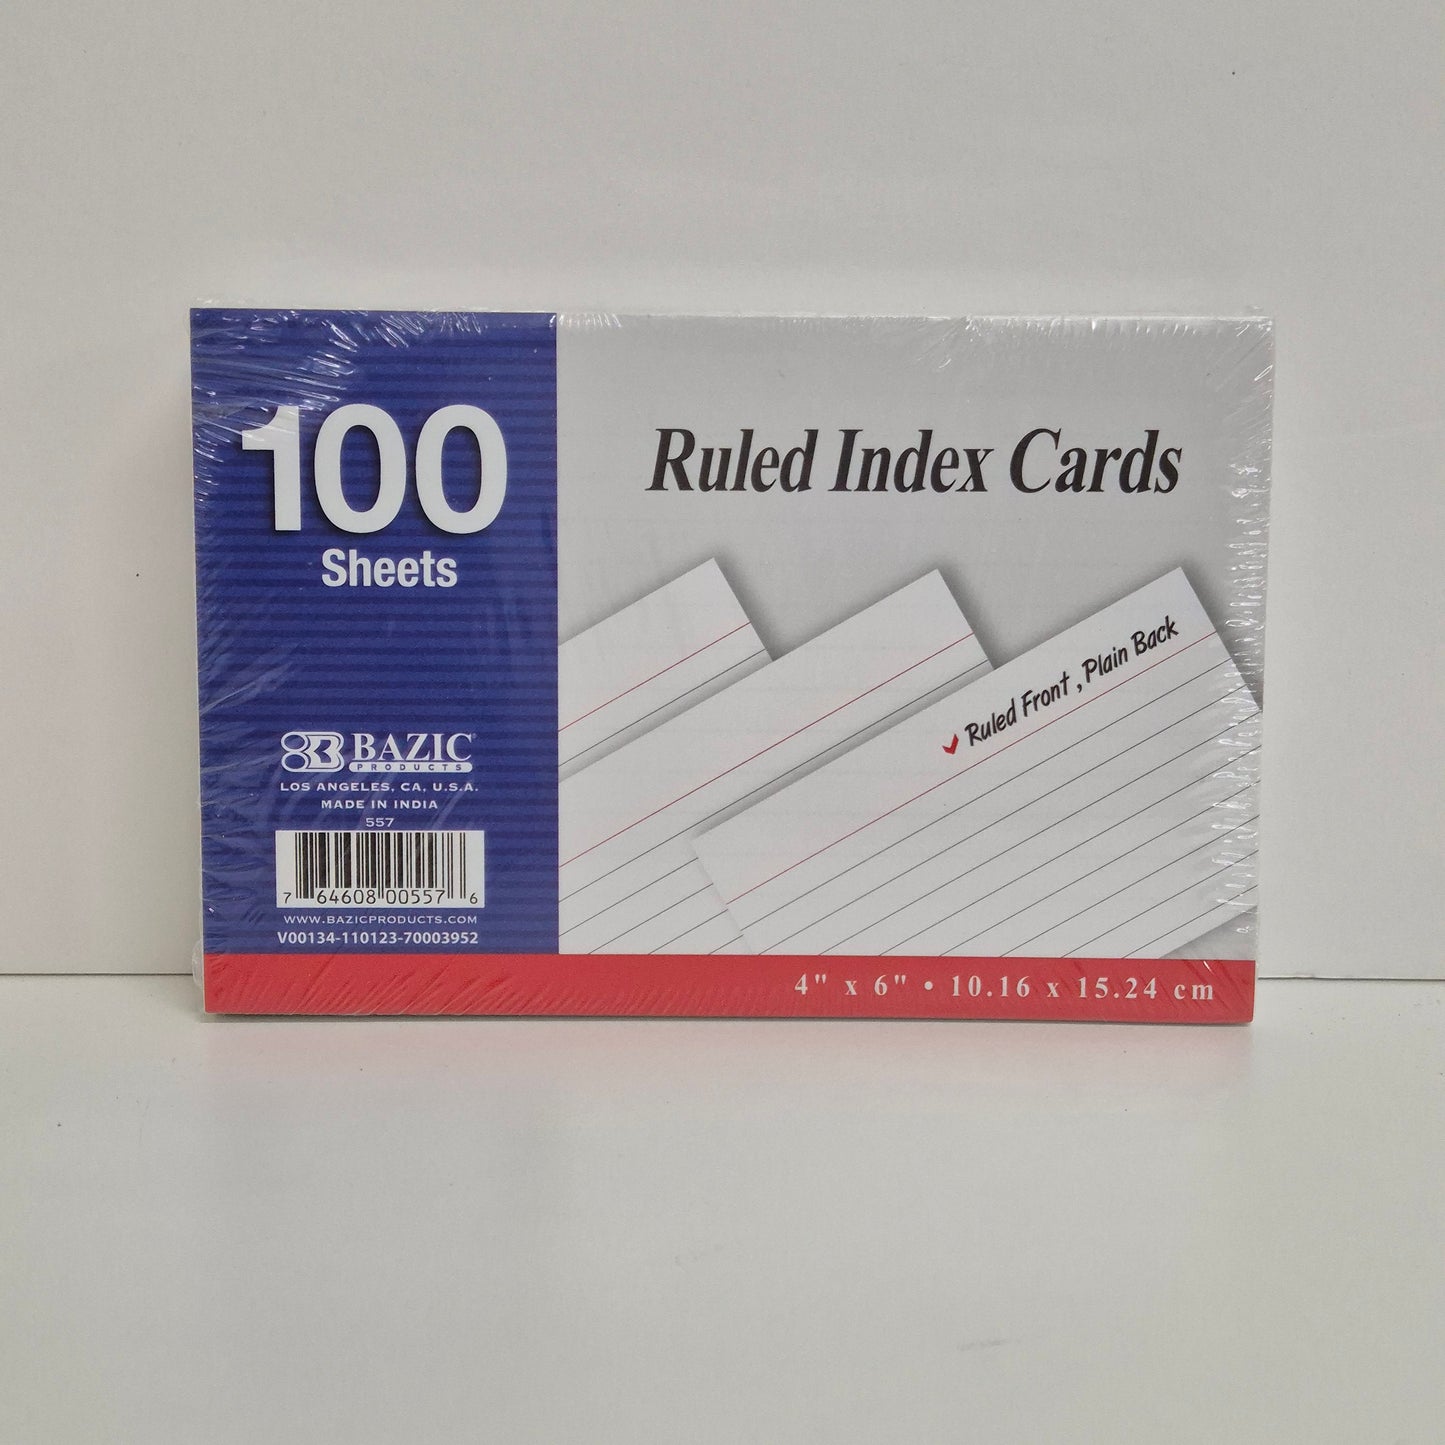 100
Sheets
Ruled Index Cards
✓ Ruled Front , Plain Back
B BAZIC®
PRODUCTS
LOS ANGELES, CA, U.S.A.
MADE IN INDIA
557
7 64608 00557 6
WWW.BAZICPRODUCTS.COM
V00134-110123-70003952
4" x 6" • 10.16 x 15.24 cm